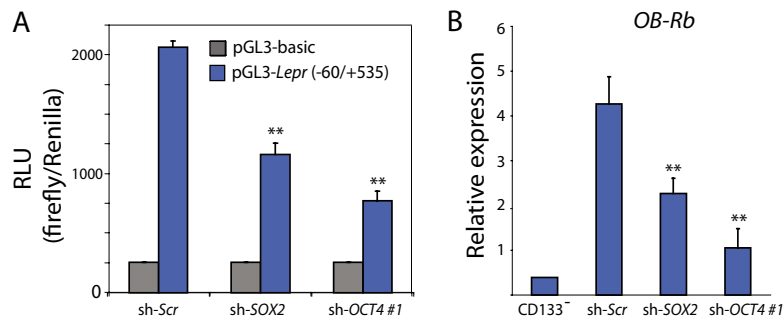 A
RLU
(firefly/Renilla)
2000
1000
0
pGL3-basic
pGL3-Lepr (-60/+535)
**
**
sh-Scr
sh-SOX2
sh-OCT4 #1
B
OB-Rb
Relative expression
6
5
4
3
2
1
**
**
CD133⁻
sh-Scr
sh-SOX2
sh-OCT4 #1